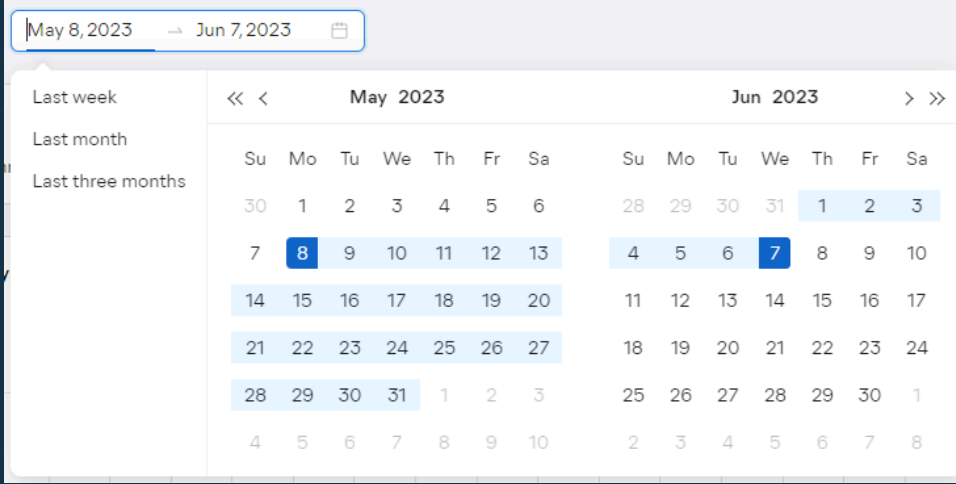 May 8, 2023 → Jun 7, 2023
Last week
Last month
Last three months
May 2023
Su Mo Tu We Th Fr Sa
30 1 2 3 4 5 6
7 8 9 10 11 12 13
14 15 16 17 18 19 20
21 22 23 24 25 26 27
28 29 30 31 1 2 3
4 5 6 7 8 9 10
Jun 2023
Su Mo Tu We Th Fr Sa
28 29 30 31 1 2 3
4 5 6 7 8 9 10
11 12 13 14 15 16 17
18 19 20 21 22 23 24
25 26 27 28 29 30 1
2 3 4 5 6 7 8